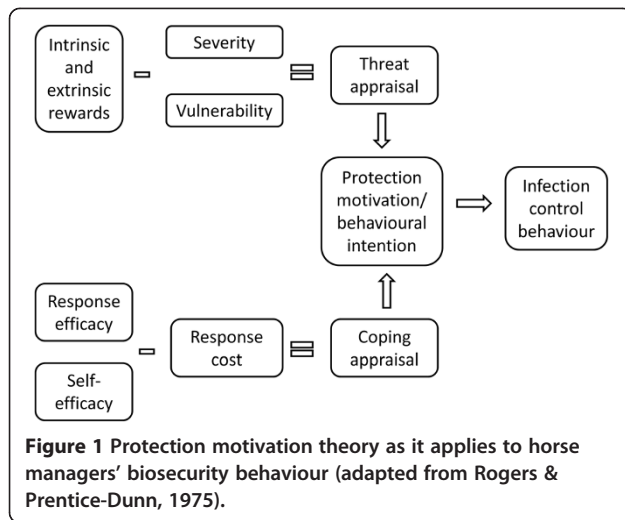 Intrinsic
and
extrinsic
rewards
Severity
Vulnerability
Threat
appraisal
Protection
motivation/
behavioural
intention
Infection
control
behaviour
Response
efficacy
Self-
efficacy
Response
cost
Coping
appraisal
Figure 1 Protection motivation theory as it applies to horse
managers' biosecurity behaviour (adapted from Rogers &
Prentice-Dunn, 1975).